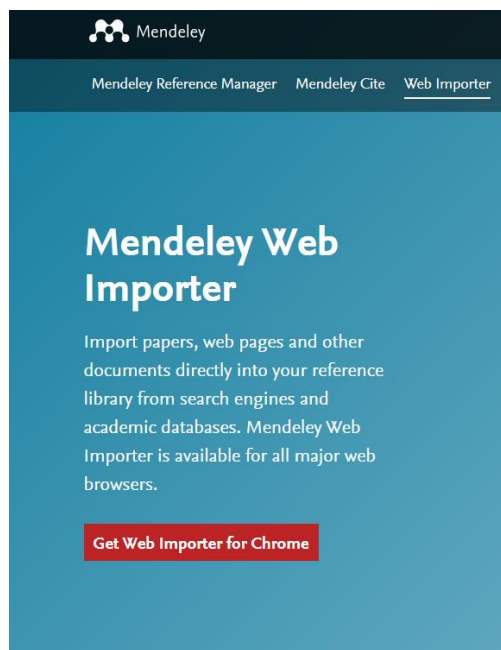 Mendeley
Mendeley Reference Manager Mendeley Cite Web Importer
Mendeley Web
Importer
Import papers, web pages and other
documents directly into your reference
library from search engines and
academic databases. Mendeley Web
Importer is available for all major web
browsers.
Get Web Importer for Chrome